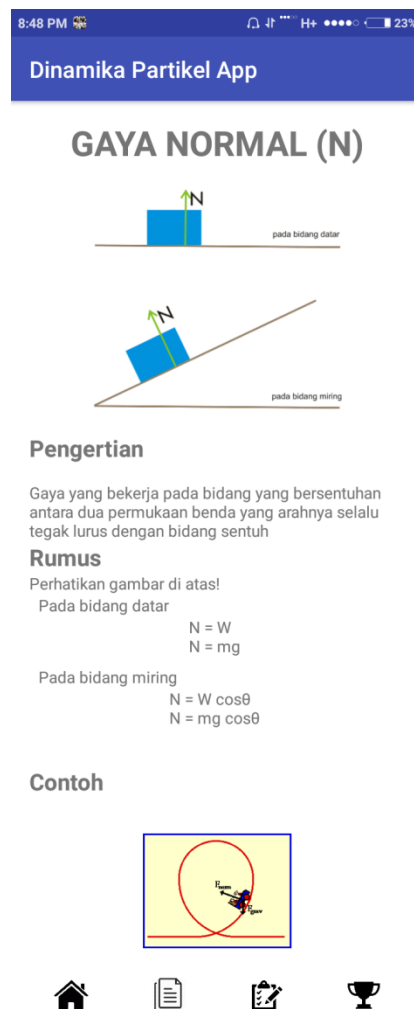 8:48 PM H+ 23%
Dinamika Partikel App
GAYA NORMAL (N)
N
pada bidang datar
N
pada bidang miring
Pengertian
Gaya yang bekerja pada bidang yang bersentuhan
antara dua permukaan benda yang arahnya selalu
tegak lurus dengan bidang sentuh
Rumus
Perhatikan gambar di atas!
Pada bidang datar
N = W
N = mg
Pada bidang miring
N = W cosθ
N = mg cosθ
Contoh
Fnorm
Fgrav